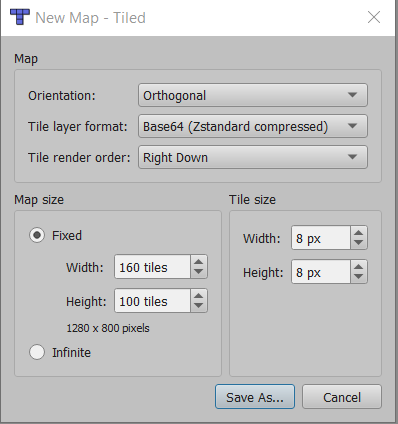 New Map - Tiled
Map
Orientation: Orthogonal
Tile layer format: Base64 (Zstandard compressed)
Tile render order: Right Down
Map size
Fixed
Width: 160 tiles
Height: 100 tiles
1280 x 800 pixels
Infinite
Tile size
Width: 8 px
Height: 8 px
Save As...
Cancel